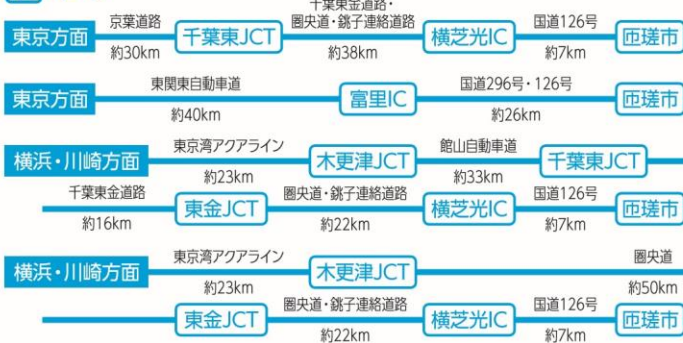 千葉東金道路・
京葉道路 圏央道・銚子連絡道路 国道126号
東京方面 千葉東JCT 横芝光IC 匝瑳市
約30km 約38km 約7km
東関東自動車道 国道296号・126号
東京方面 富里IC 匝瑳市
約40km 約26km
東京湾アクアライン 館山自動車道
横浜・川崎方面 木更津JCT 千葉東JCT
約23km 約33km
千葉東金道路 圏央道・銚子連絡道路 国道126号
東金JCT 横芝光IC 匝瑳市
約16km 約22km 約7km
東京湾アクアライン 圏央道
横浜・川崎方面 木更津JCT
約23km 約50km
圏央道・銚子連絡道路 国道126号
東金JCT 横芝光IC 匝瑳市
約22km 約7km